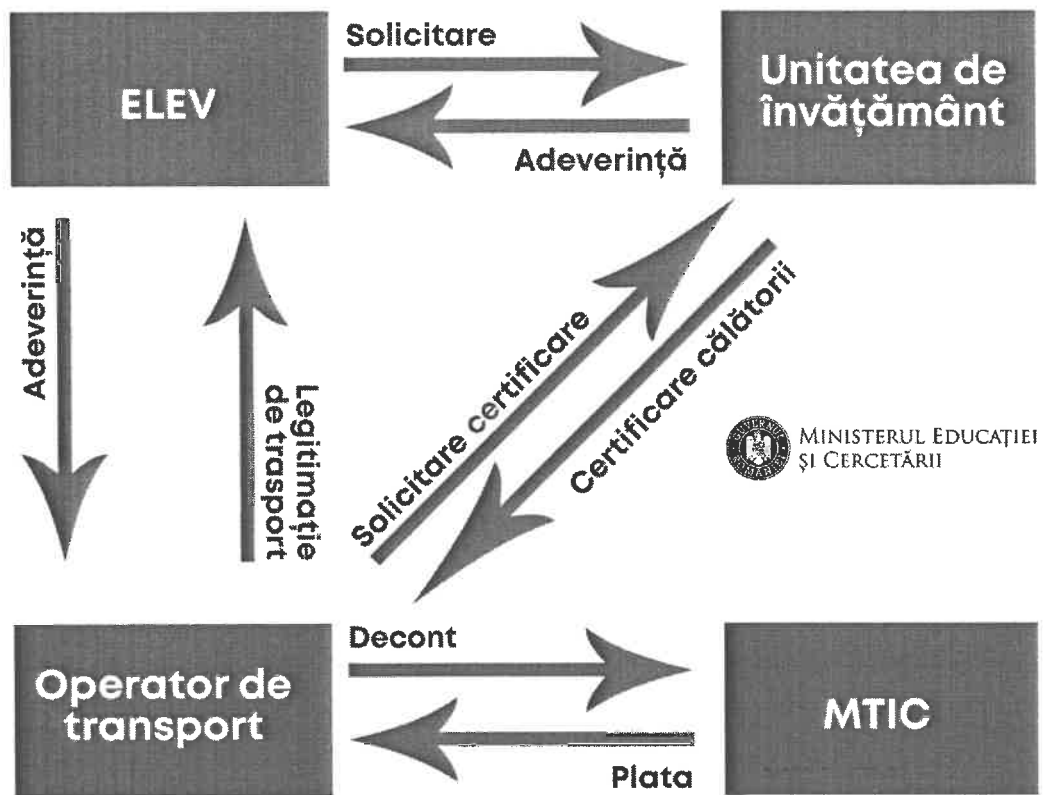 Solicitare
ELEV
Unitatea de
învățământ
Adeverință
Adeverință
Legitimație
de trasport
Solicitare certificare
Certificare călătorii
MINISTERUL EDUCAȚIEI
ȘI CERCETĂRII
Decont
Operator de
transport
MTIC
Plata